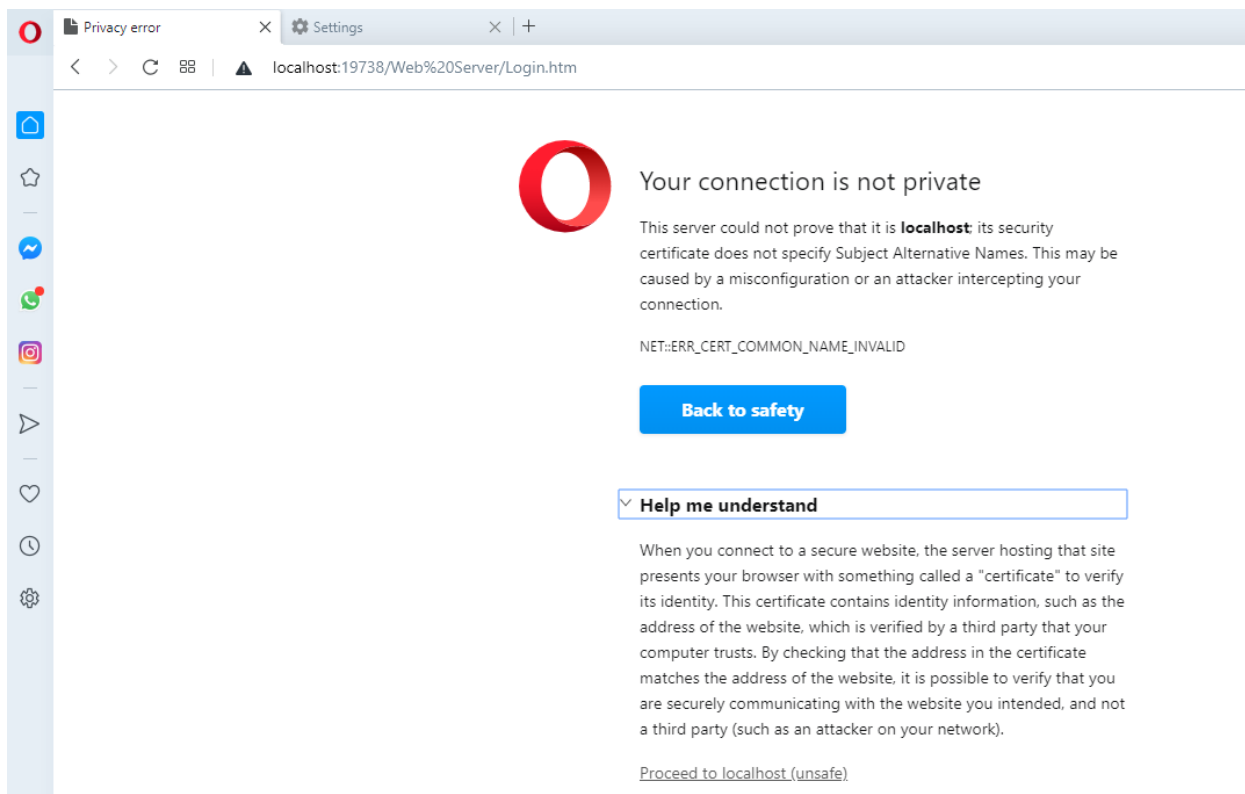 Privacy error
Settings
localhost:19738/Web%20Server/Login.htm
Your connection is not private
This server could not prove that it is localhost; its security
certificate does not specify Subject Alternative Names. This may be
caused by a misconfiguration or an attacker intercepting your
connection.
NET::ERR_CERT_COMMON_NAME_INVALID
Back to safety
Help me understand
When you connect to a secure website, the server hosting that site
presents your browser with something called a "certificate" to verify
its identity. This certificate contains identity information, such as the
address of the website, which is verified by a third party that your
computer trusts. By checking that the address in the certificate
matches the address of the website, it is possible to verify that you
are securely communicating with the website you intended, and not
a third party (such as an attacker on your network).
Proceed to localhost (unsafe)